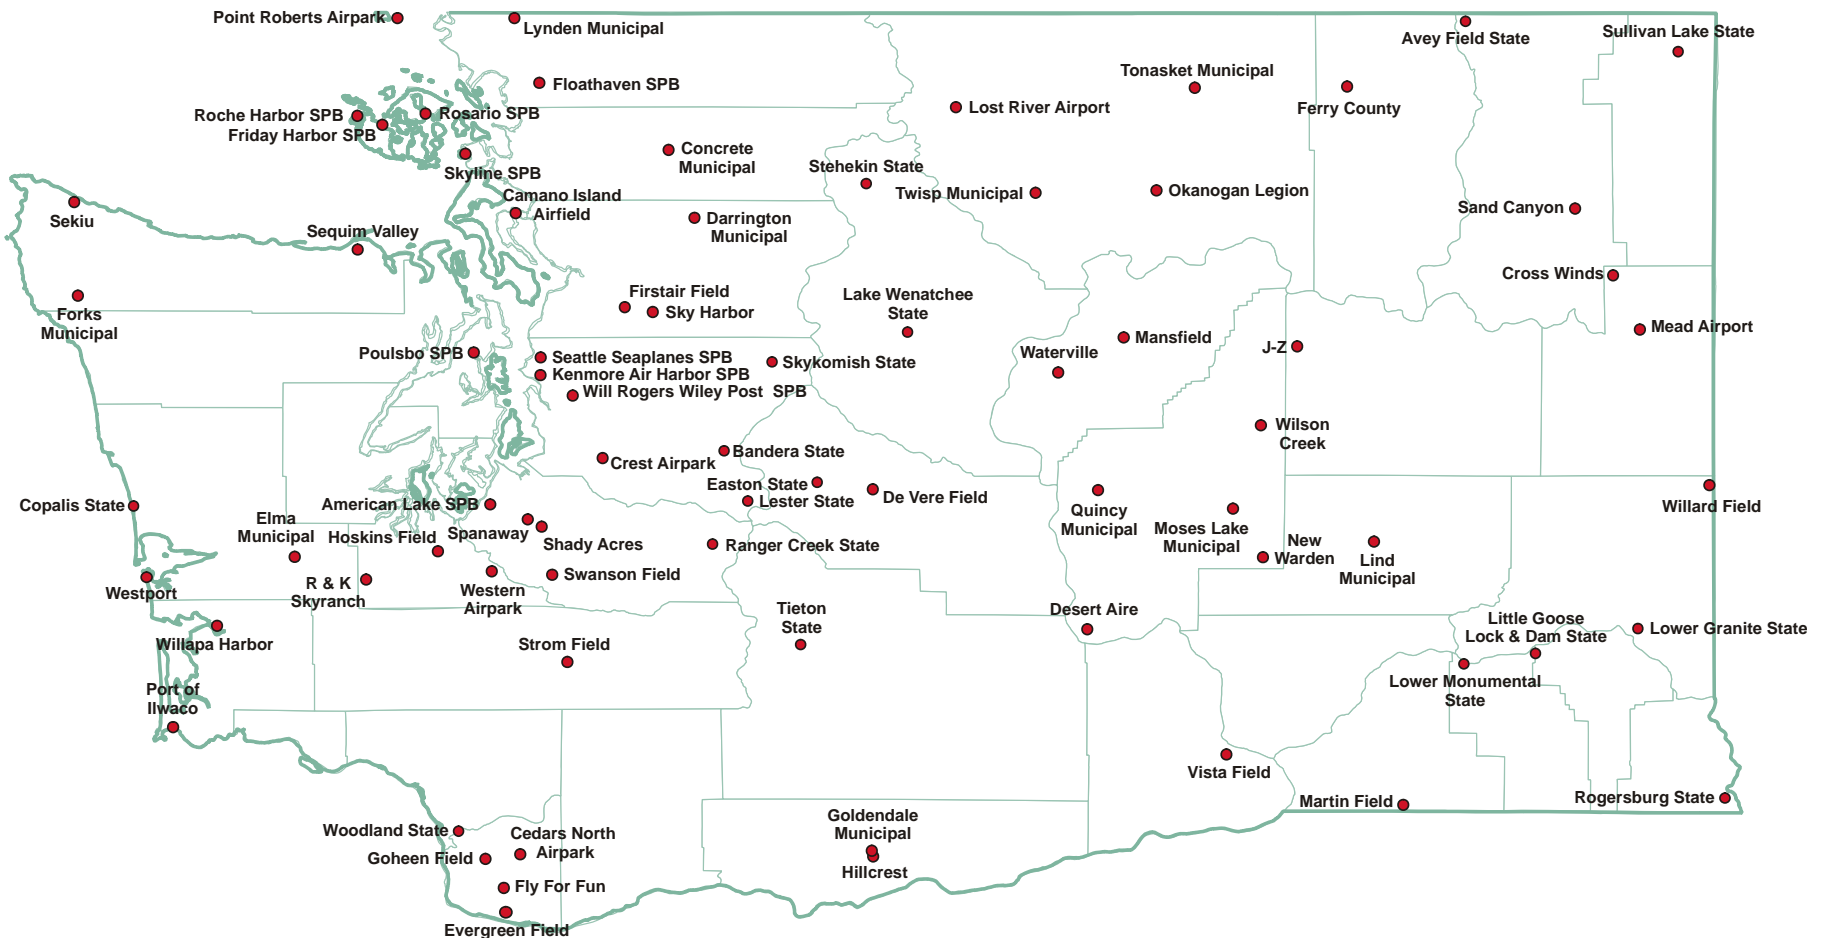 Point Roberts Airpark
Lynden Municipal
Avey Field State
Sullivan Lake State
Floathaven SPB
Tonasket Municipal
Ferry County
Lost River Airport
Roche Harbor SPB
Rosario SPB
Friday Harbor SPB
Skyline SPB
Concrete
Municipal
Stehekin State
Twisp Municipal
Okanogan Legion
Sand Canyon
Camano Island
Airfield
Darrington
Municipal
Sekiu
Sequim Valley
Cross Winds
Forks
Municipal
Firstair Field
Sky Harbor
Lake Wenatchee
State
Mansfield
Mead Airport
Waterville
J-Z
Poulsbo SPB
Seattle Seaplanes SPB
Kenmore Air Harbor SPB
Will Rogers Wiley Post SPB
Skykomish State
Wilson
Creek
Crest Airpark
Bandera State
Easton State
Lester State
De Vere Field
Copalis State
American Lake SPB
Elma
Municipal
Hoskins Field
Spanaway
Shady Acres
Ranger Creek State
Quincy
Municipal
Moses Lake
Municipal
New
Warden
Lind
Municipal
Willard Field
Westport
R & K
Skyranch
Western
Airpark
Swanson Field
Willapa Harbor
Strom Field
Tieton
State
Desert Aire
Little Goose
Lock & Dam State
Lower Granite State
Lower Monumental
State
Port of
Ilwaco
Vista Field
Martin Field
Rogersburg State
Woodland State
Goheen Field
Cedars North
Airpark
Fly For Fun
Evergreen Field
Goldendale
Municipal
Hillcrest